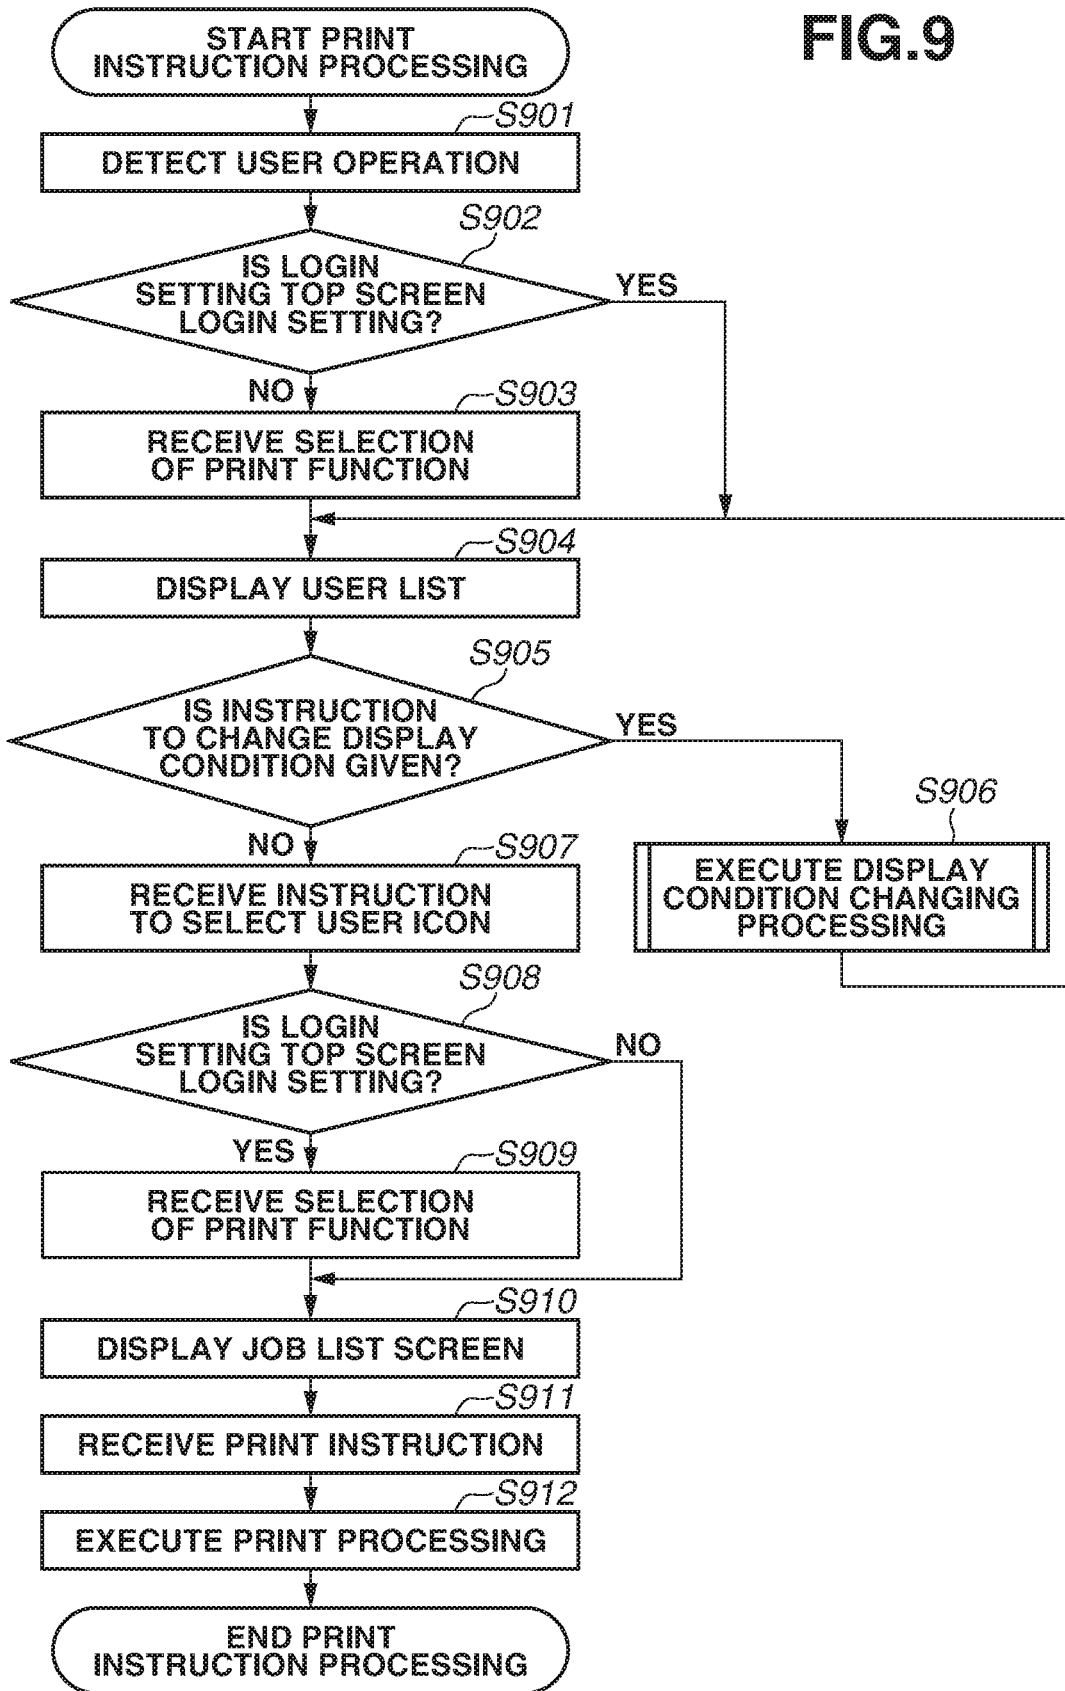 FIG.9
START PRINT
INSTRUCTION PROCESSING
S901
DETECT USER OPERATION
S902
IS LOGIN
SETTING TOP SCREEN
LOGIN SETTING?
YES
NO
S903
RECEIVE SELECTION
OF PRINT FUNCTION
S904
DISPLAY USER LIST
S905
IS INSTRUCTION
TO CHANGE DISPLAY
CONDITION GIVEN?
YES
S906
EXECUTE DISPLAY
CONDITION CHANGING
PROCESSING
NO
S907
RECEIVE INSTRUCTION
TO SELECT USER ICON
S908
IS LOGIN
SETTING TOP SCREEN
LOGIN SETTING?
NO
YES
S909
RECEIVE SELECTION
OF PRINT FUNCTION
S910
DISPLAY JOB LIST SCREEN
S911
RECEIVE PRINT INSTRUCTION
S912
EXECUTE PRINT PROCESSING
END PRINT
INSTRUCTION PROCESSING